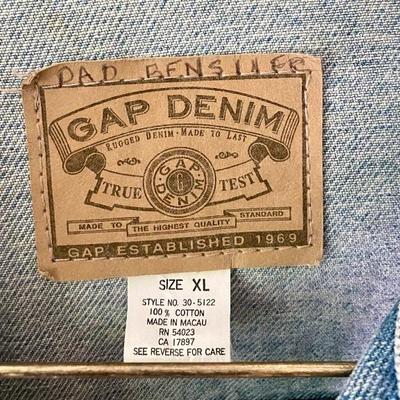 DAD BENSINER
GAP DENIM
RUGGED DENIM · MADE TO LAST
TRUE TEST
GAP
G
DENIM
MADE TO THE HIGHEST QUALITY STANDARD
GAP ESTABLISHED 1969
SIZE XL
STYLE NO. 30-5122
100% COTTON
MADE IN MACAU
RN 54023
CA 17897
SEE REVERSE FOR CARE